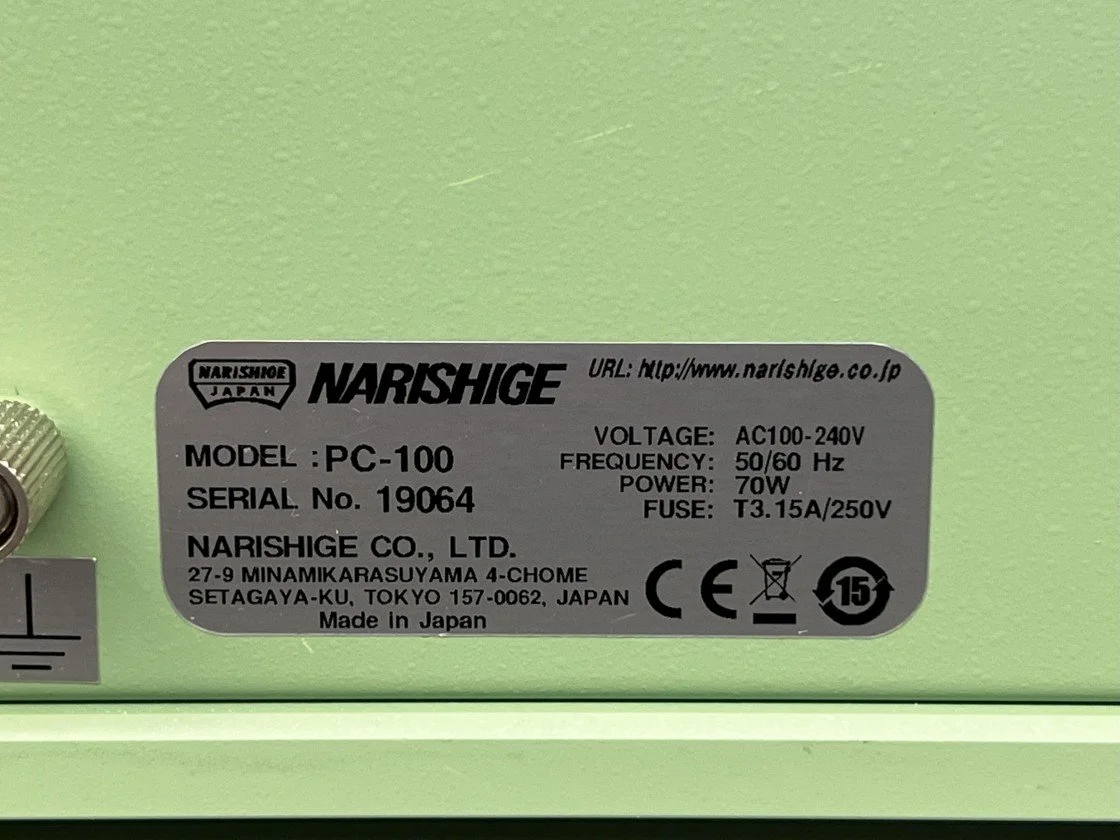 NARISHIGE
JAPAN
NARISHIGE
URL: http://www.narishige.co.jp
MODEL :PC-100
SERIAL No. 19064
VOLTAGE: AC100-240V
FREQUENCY: 50/60 Hz
POWER: 70W
FUSE: T3.15A/250V
NARISHIGE CO., LTD.
27-9 MINAMIKARASUYAMA 4-CHOME
SETAGAYA-KU, TOKYO 157-0062, JAPAN
Made in Japan
CE
15